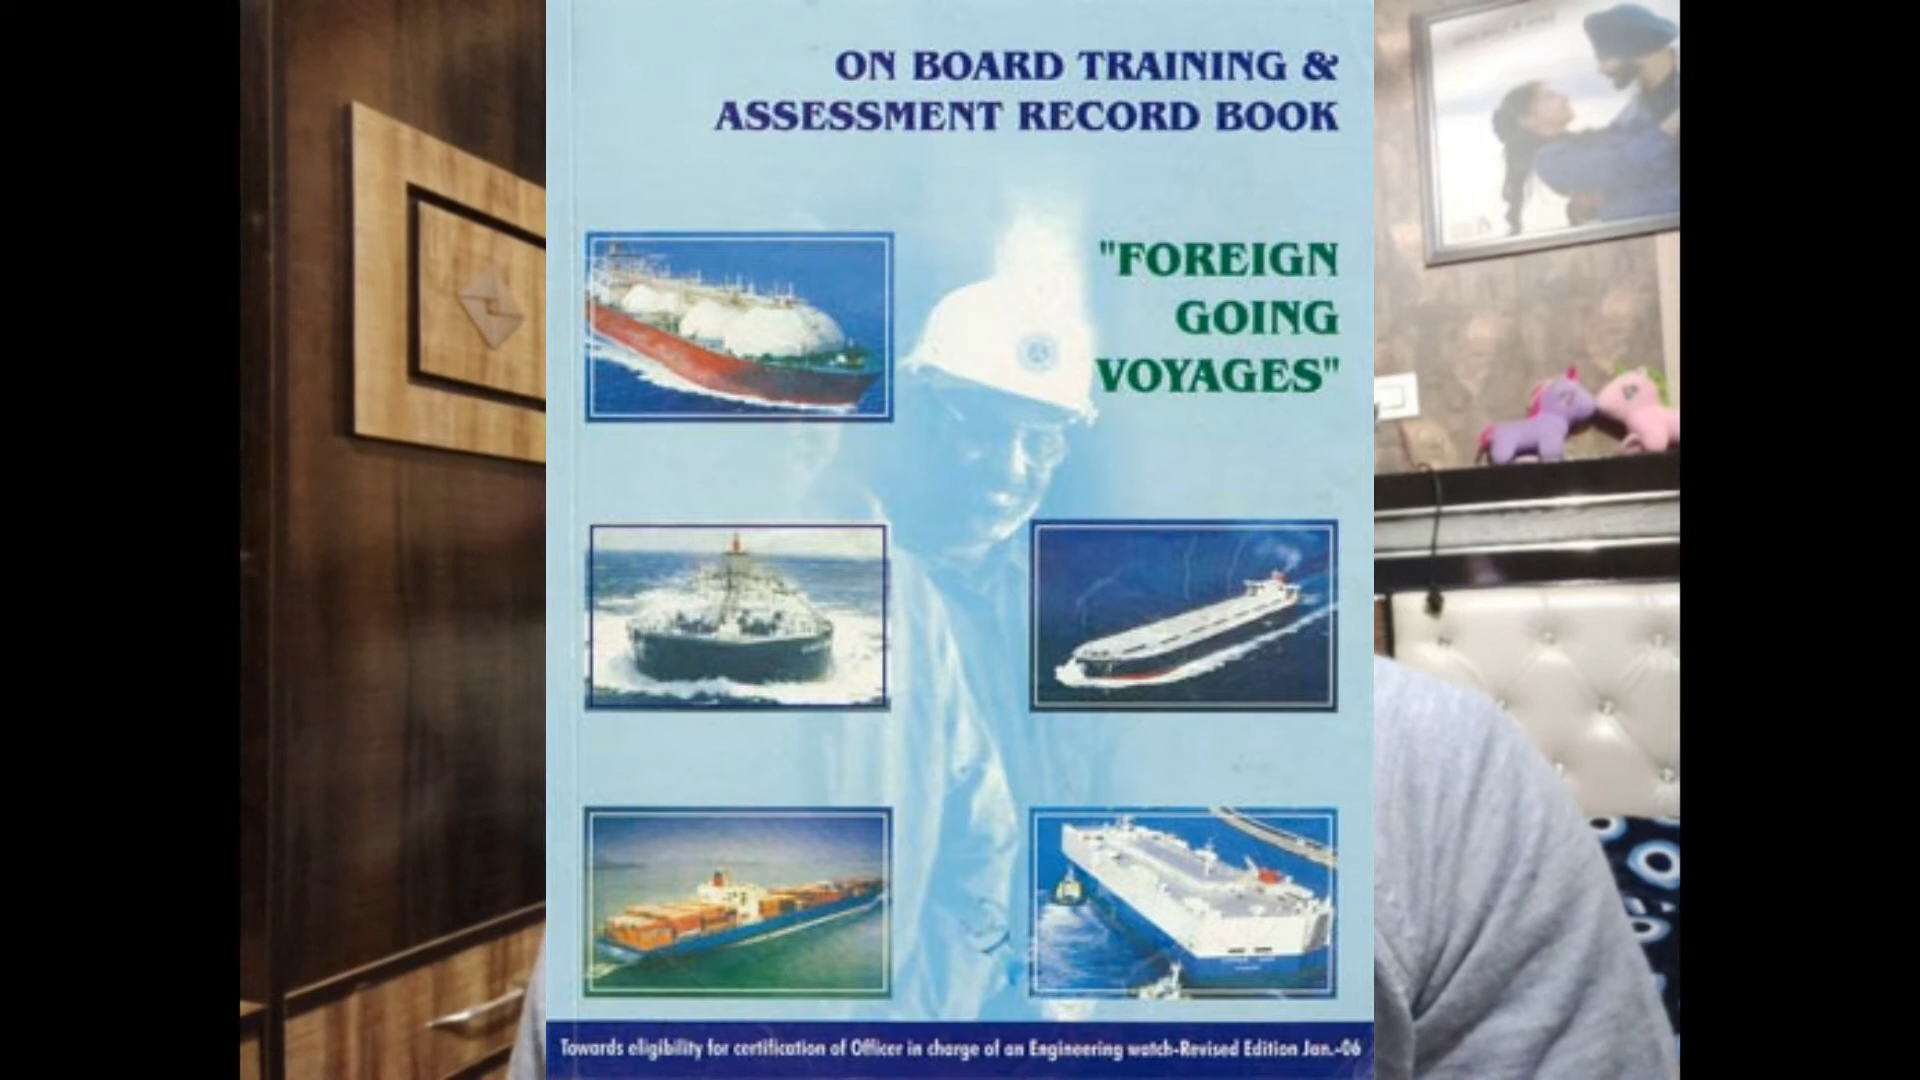 ON BOARD TRAINING &
ASSESSMENT RECORD BOOK
"FOREIGN
GOING
VOYAGES"
Towards eligibility for certification of Officer in charge of an Engineering watch-Revised Edition Jan.-06